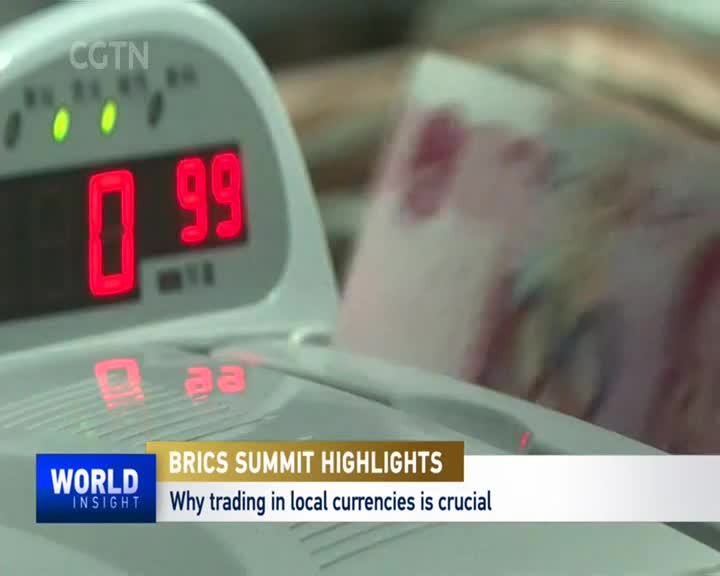 CGTN
0 99
BRICS SUMMIT HIGHLIGHTS
WORLD
INSIGHT
Why trading in local currencies is crucial